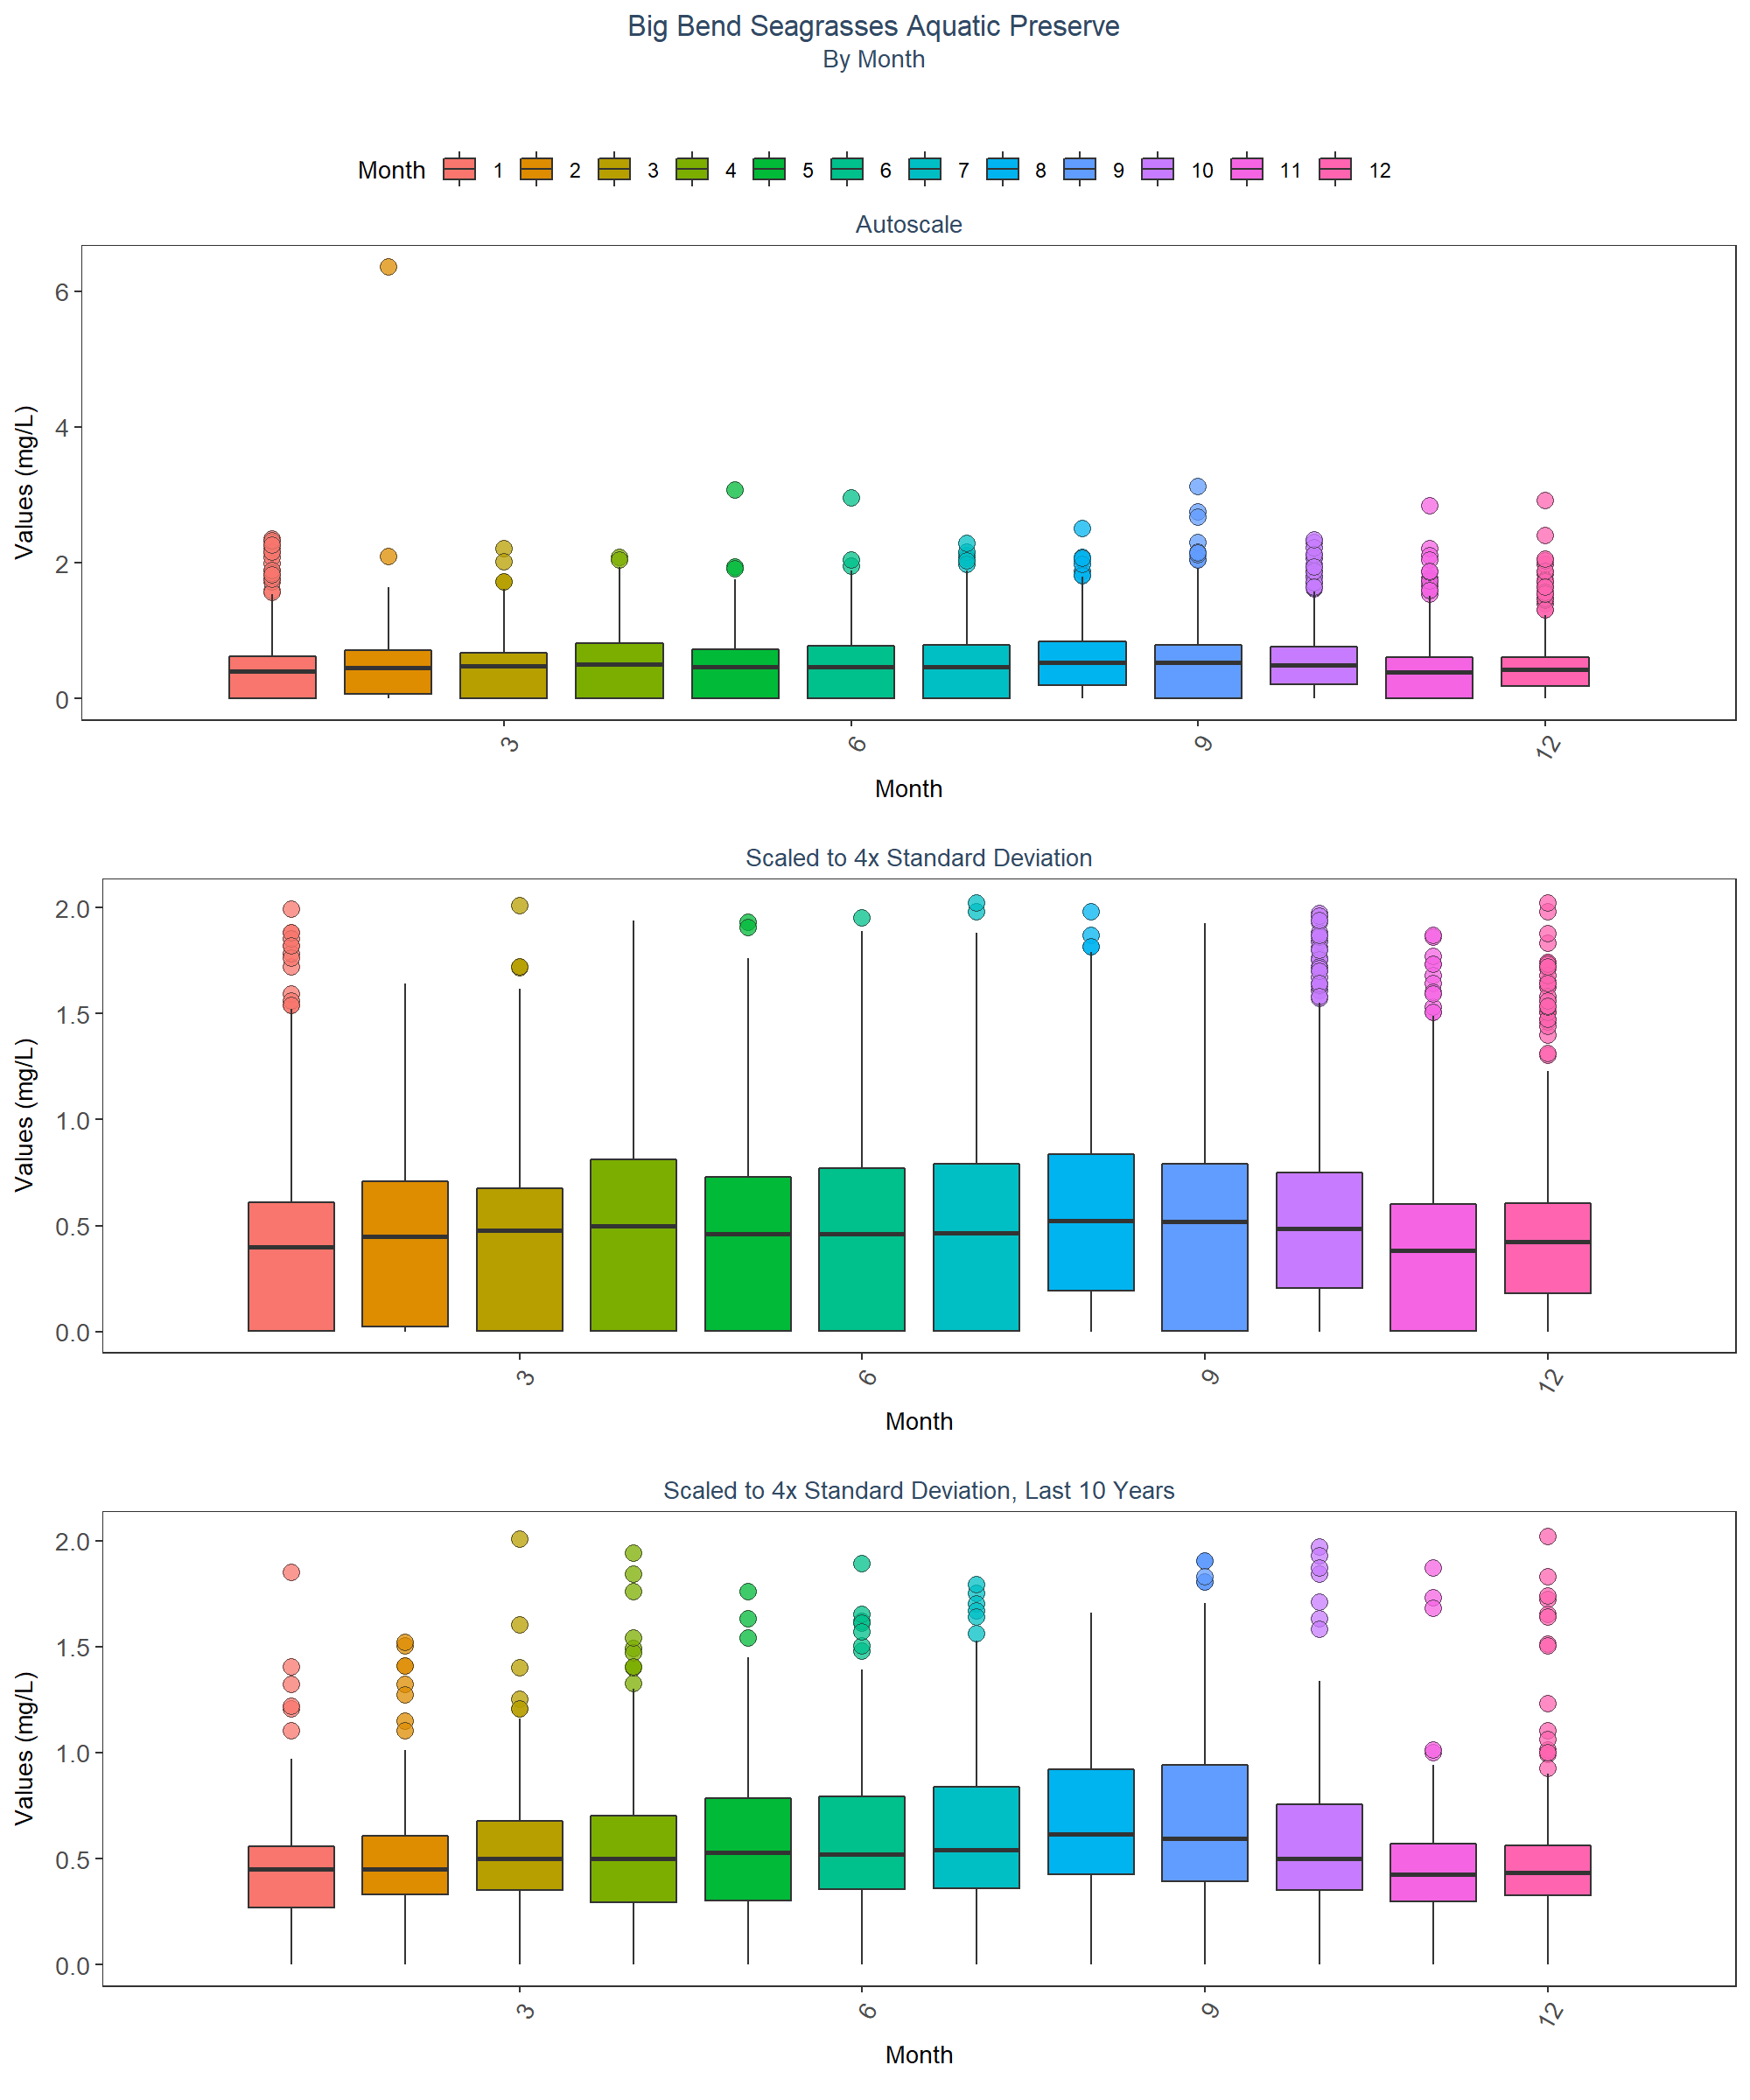 Big Bend Seagrasses Aquatic Preserve
By Month
Month 1 2 3 4 5 6 7 8 9 10 11 12
Autoscale
Values (mg/L)
6
4
2
0
3 6 9 12
Month
Scaled to 4x Standard Deviation
Values (mg/L)
2.0
1.5
1.0
0.5
0.0
3 6 9 12
Month
Scaled to 4x Standard Deviation, Last 10 Years
Values (mg/L)
2.0
1.5
1.0
0.5
0.0
3 6 9 12
Month